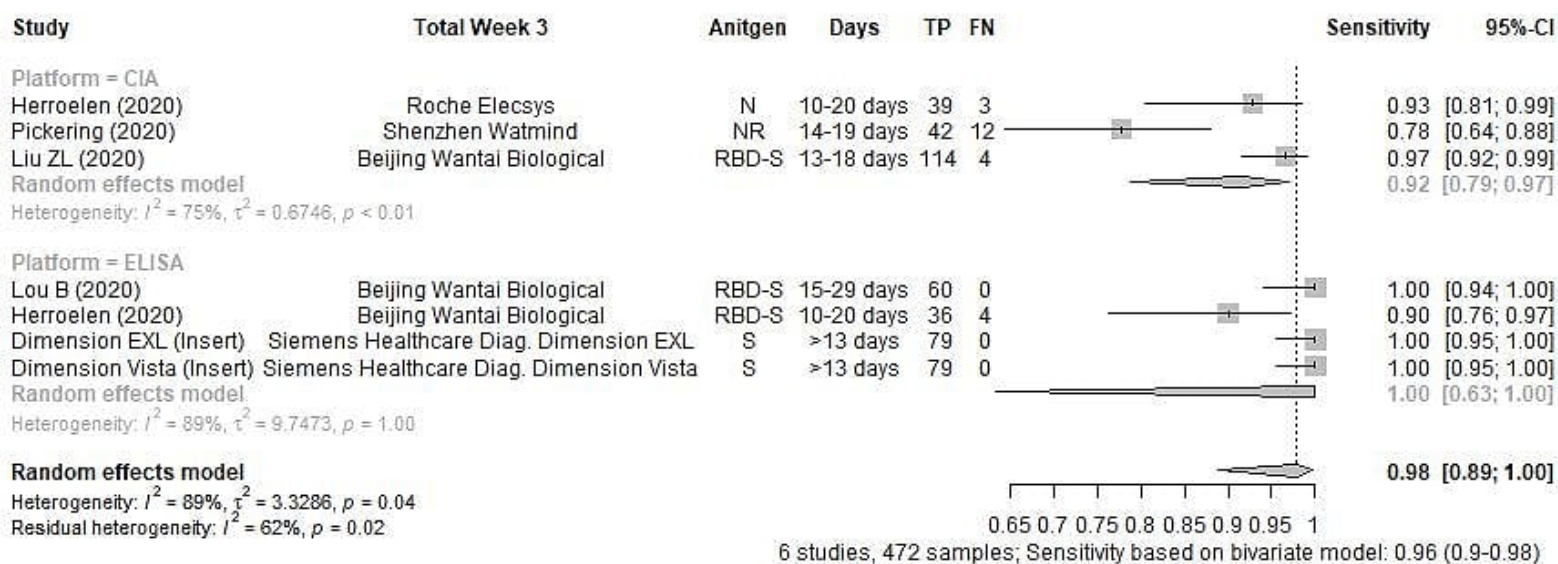 Study Total Week 3 Anitgen Days TP FN Sensitivity 95%-CI
Platform = CIA
Herroelen (2020) Roche Elecsys N 10-20 days 39 3 0.93 [0.81; 0.99]
Pickering (2020) Shenzhen Watmind NR 14-19 days 42 12 0.78 [0.64; 0.88]
Liu ZL (2020) Beijing Wantai Biological RBD-S 13-18 days 114 4 0.97 [0.92; 0.99]
Random effects model 0.92 [0.79; 0.97]
Heterogeneity: I² = 75%, τ² = 0.6746, p < 0.01
Platform = ELISA
Lou B (2020) Beijing Wantai Biological RBD-S 15-29 days 60 0 1.00 [0.94; 1.00]
Herroelen (2020) Beijing Wantai Biological RBD-S 10-20 days 36 4 0.90 [0.76; 0.97]
Dimension EXL (Insert) Siemens Healthcare Diag. Dimension EXL S >13 days 79 0 1.00 [0.95; 1.00]
Dimension Vista (Insert) Siemens Healthcare Diag. Dimension Vista S >13 days 79 0 1.00 [0.95; 1.00]
Random effects model 1.00 [0.63; 1.00]
Heterogeneity: I² = 89%, τ² = 9.7473, p = 1.00
Random effects model 0.98 [0.89; 1.00]
Heterogeneity: I² = 89%, τ² = 3.3286, p = 0.04
Residual heterogeneity: I² = 62%, p = 0.02
0.65 0.7 0.75 0.8 0.85 0.9 0.95 1
6 studies, 472 samples; Sensitivity based on bivariate model: 0.96 (0.9-0.98)